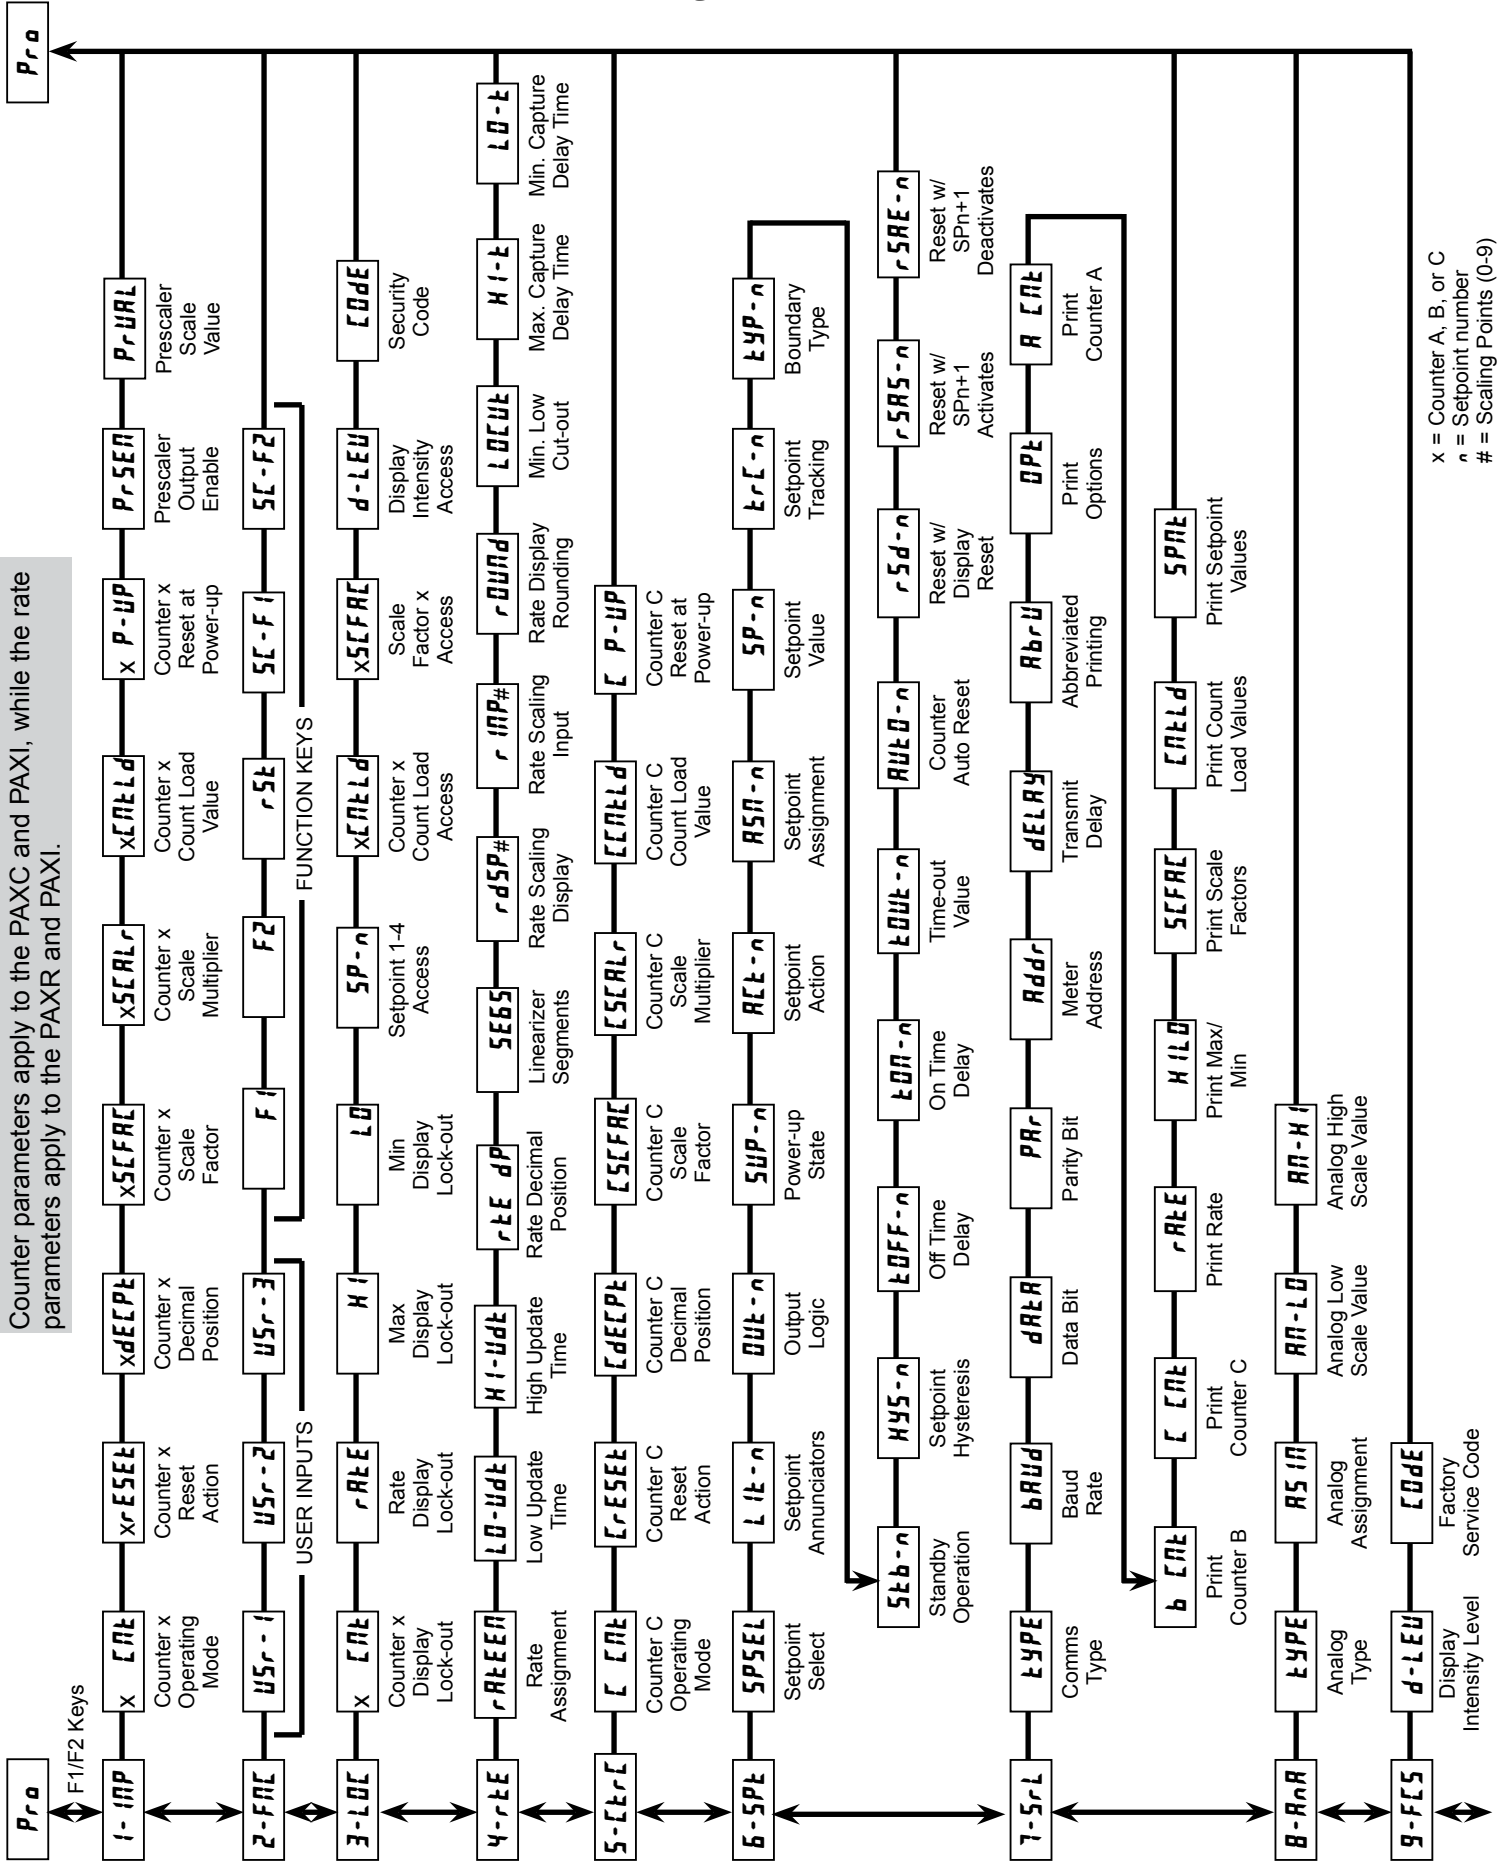 Counter parameters apply to the PAXC and PAXI, while the rate
parameters apply to the PAXR and PAXI.
Pro
F1/F2 Keys
Pro
1-INP
x CNt
Counter x
Operating
Mode
xrESEt
Counter x
Reset
Action
xdECPt
Counter x
Decimal
Position
xSCFAC
Counter x
Scale
Factor
xSCALr
Counter x
Scale
Multiplier
xCNtLd
Counter x
Count Load
Value
x P-UP
Counter x
Reset at
Power-up
PrSEN
Prescaler
Output
Enable
PrVAL
Prescaler
Scale
Value
2-FNC
USr-1
USr-2
USr-3
F1
F2
rSt
SC-F1
SC-F2
USER INPUTS
FUNCTION KEYS
3-LOC
x CNt
Counter x
Display
Lock-out
rAtE
Rate
Display
Lock-out
HI
Max
Display
Lock-out
LO
Min
Display
Lock-out
SP-n
Setpoint 1-4
Access
xCNtLd
Counter x
Count Load
Access
xSCFAC
Scale
Factor x
Access
d-LEV
Display
Intensity
Access
COdE
Security
Code
4-rtE
rAtEEN
Rate
Assignment
LO-Udt
Low Update
Time
HI-Udt
High Update
Time
rtE dP
Rate Decimal
Position
SEGS
Linearizer
Segments
rdSP#
Rate Scaling
Display
r INP#
Rate Scaling
Input
rOUNd
Rate Display
Rounding
LOCUt
Min. Low
Cut-out
HI-t
Max. Capture
Delay Time
LO-t
Min. Capture
Delay Time
5-CtrC
C CNt
Counter C
Operating
Mode
CrESEt
Counter C
Reset
Action
CdECPt
Counter C
Decimal
Position
CSCFAC
Counter C
Scale
Factor
CSCALr
Counter C
Scale
Multiplier
CCNtLd
Counter C
Count Load
Value
C P-UP
Counter C
Reset at
Power-up
6-SPt
SPSEL
Setpoint
Select
LIt-n
Setpoint
Annunciators
OUt-n
Output
Logic
SUP-n
Power-up
State
ACt-n
Setpoint
Action
ASN-n
Setpoint
Assignment
SP-n
Setpoint
Value
trC-n
Setpoint
Tracking
tYP-n
Boundary
Type
Stb-n
Standby
Operation
HYS-n
Setpoint
Hysteresis
tOFF-n
Off Time
Delay
tON-n
On Time
Delay
tOUt-n
Time-out
Value
AUtO-n
Counter
Auto Reset
rSd-n
Reset w/
Display
Reset
rSAS-n
Reset w/
SPn+1
Activates
rSAE-n
Reset w/
SPn+1
Deactivates
7-SrL
tYPE
Comms
Type
bAUd
Baud
Rate
dAtA
Data Bit
PAr
Parity Bit
Addr
Meter
Address
dELAY
Transmit
Delay
AbrV
Abbreviated
Printing
OPt
Print
Options
A CNt
Print
Counter A
b CNt
Print
Counter B
C CNt
Print
Counter C
rAtE
Print Rate
HILO
Print Max/
Min
SCFAC
Print Scale
Factors
CNtLd
Print Count
Load Values
SPNt
Print Setpoint
Values
8-AnA
tYPE
Analog
Type
ASIN
Analog
Assignment
AN-LO
Analog Low
Scale Value
AN-HI
Analog High
Scale Value
9-FCS
d-LEV
Display
Intensity Level
COdE
Factory
Service Code
x = Counter A, B, or C
n = Setpoint number
# = Scaling Points (0-9)